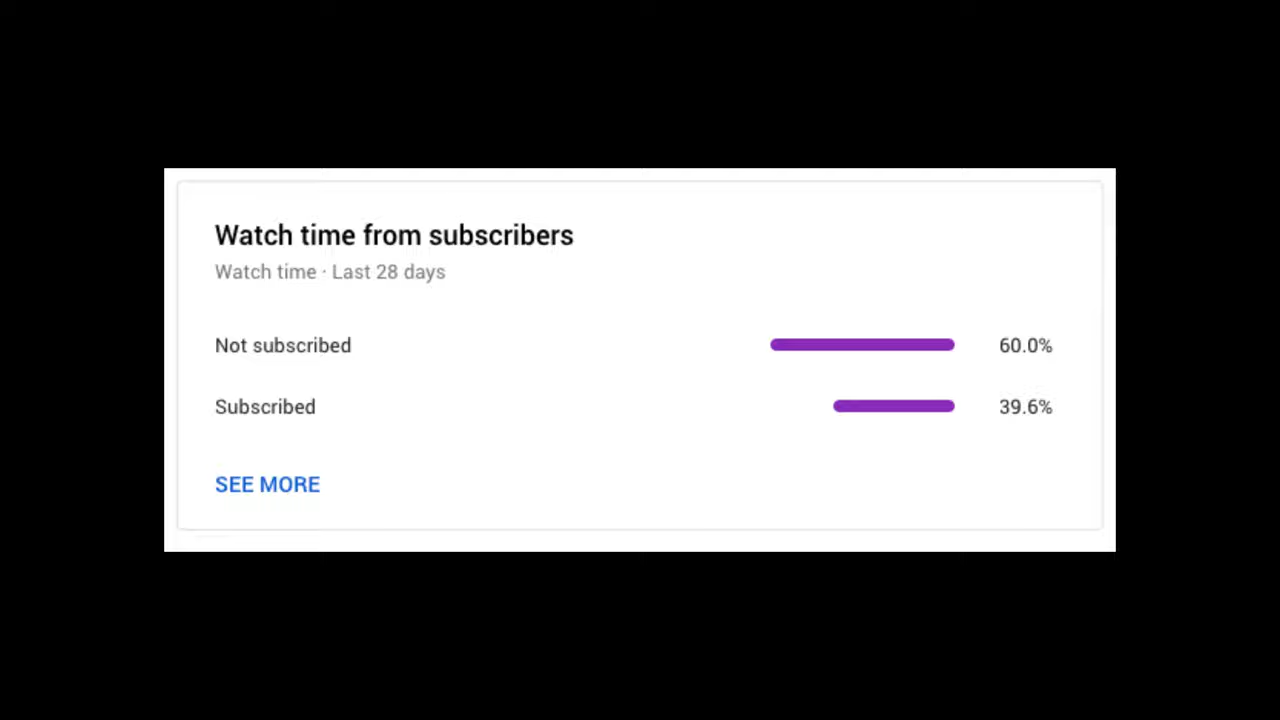 Watch time from subscribers
Watch time · Last 28 days
Not subscribed 60.0%
Subscribed 39.6%
SEE MORE